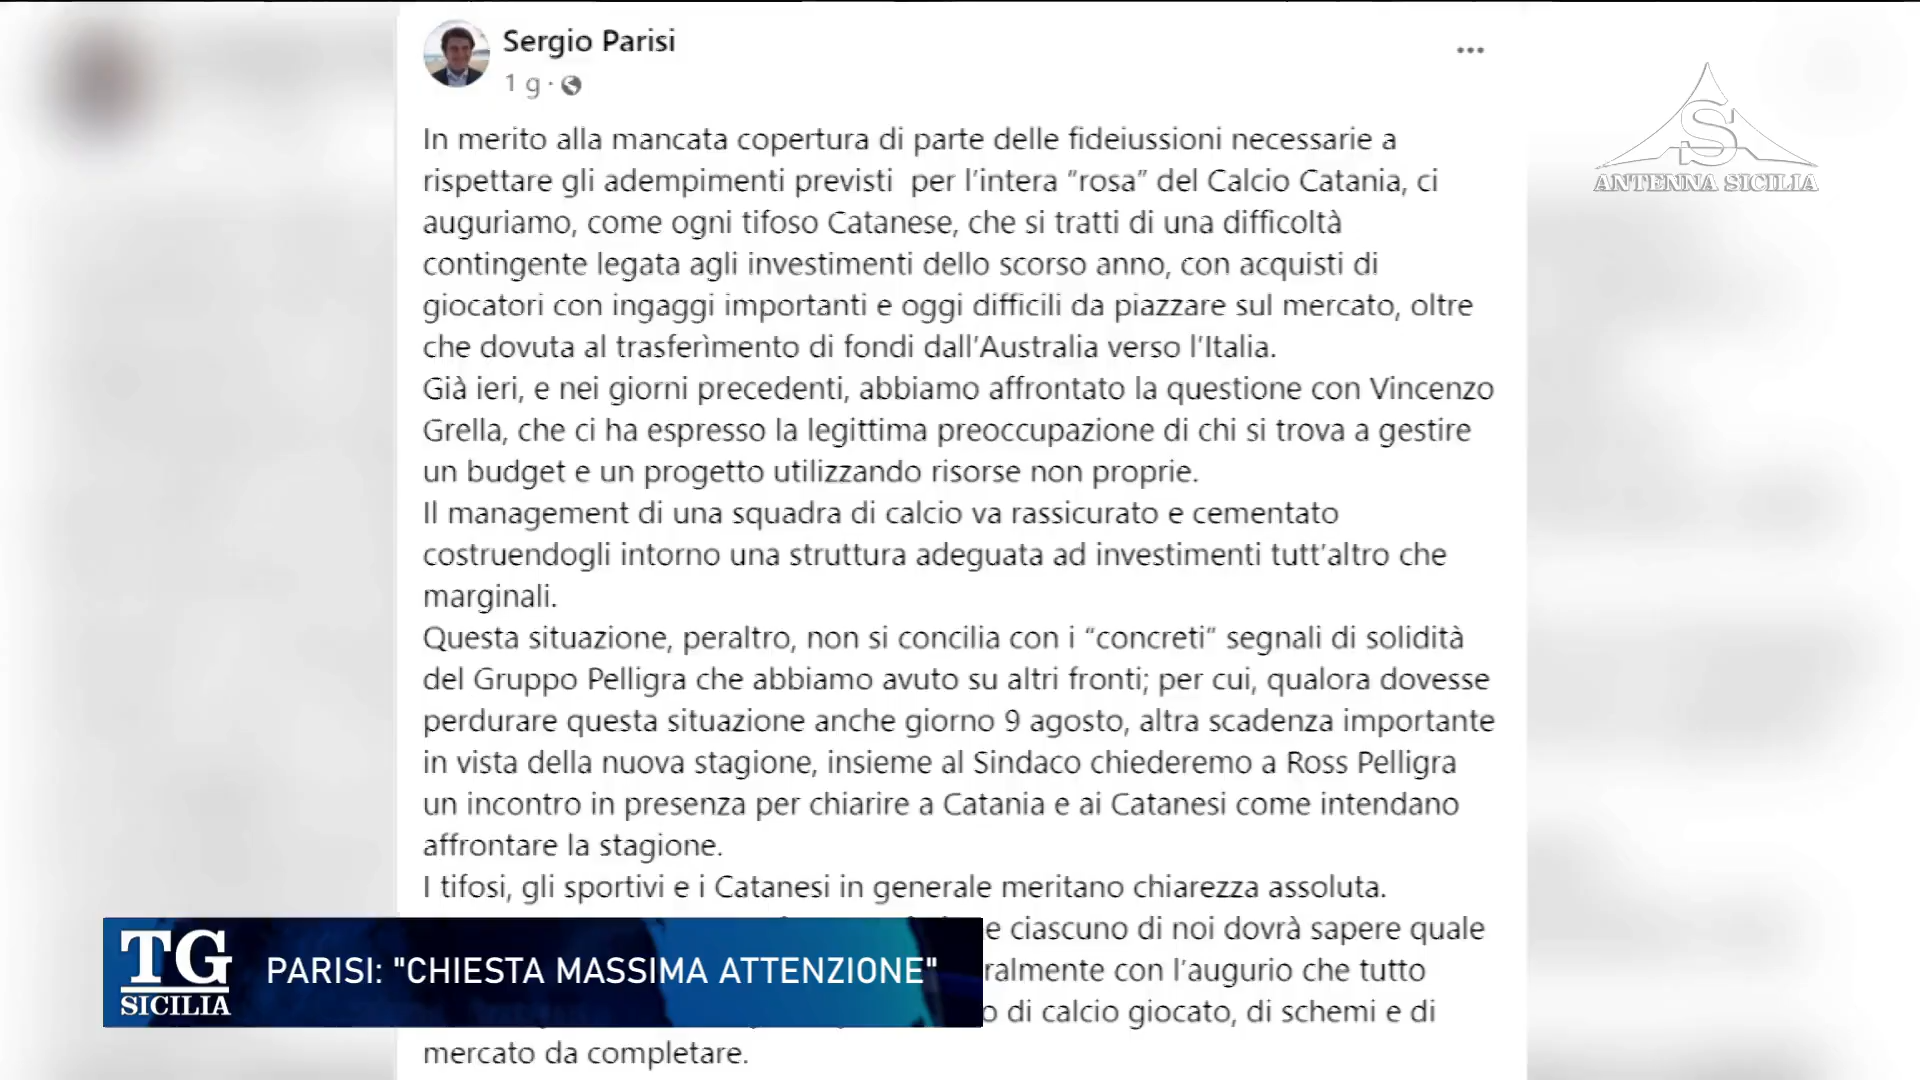 Sergio Parisi
1 g ·
In merito alla mancata copertura di parte delle fideiussioni necessarie a
rispettare gli adempimenti previsti per l'intera "rosa" del Calcio Catania, ci
auguriamo, come ogni tifoso Catanese, che si tratti di una difficoltà
contingente legata agli investimenti dello scorso anno, con acquisti di
giocatori con ingaggi importanti e oggi difficili da piazzare sul mercato, oltre
che dovuta al trasferìmento di fondi dall'Australia verso l'Italia.
Già ieri, e nei giorni precedenti, abbiamo affrontato la questione con Vincenzo
Grella, che ci ha espresso la legittima preoccupazione di chi si trova a gestire
un budget e un progetto utilizzando risorse non proprie.
Il management di una squadra di calcio va rassicurato e cementato
costruendogli intorno una struttura adeguata ad investimenti tutt'altro che
marginali.
Questa situazione, peraltro, non si concilia con i "concreti" segnali di solidità
del Gruppo Pelligra che abbiamo avuto su altri fronti; per cui, qualora dovesse
perdurare questa situazione anche giorno 9 agosto, altra scadenza importante
in vista della nuova stagione, insieme al Sindaco chiederemo a Ross Pelligra
un incontro in presenza per chiarire a Catania e ai Catanesi come intendano
affrontare la stagione.
I tifosi, gli sportivi e i Catanesi in generale meritano chiarezza assoluta.
e ciascuno di noi dovrà sapere quale
ralmente con l'augurio che tutto
o di calcio giocato, di schemi e di
mercato da completare.
S
ANTENNA SICILIA
TG
SICILIA
PARISI: "CHIESTA MASSIMA ATTENZIONE"